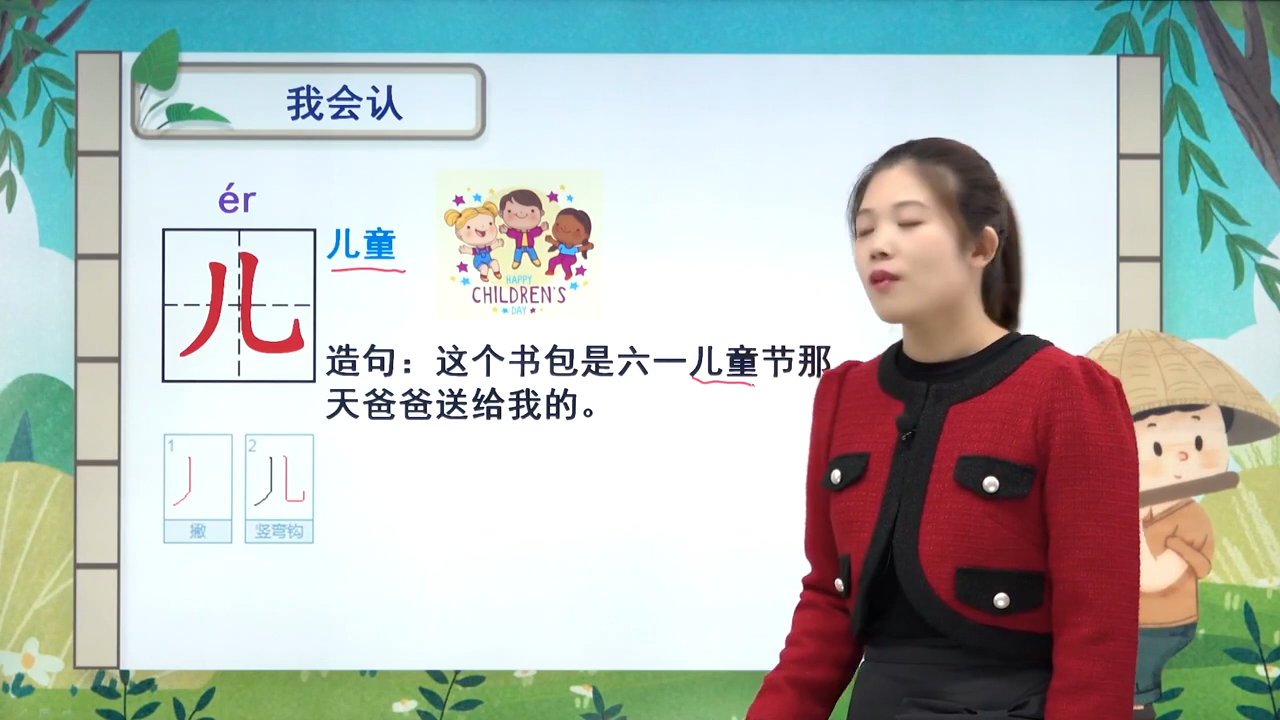 我会认
ér
儿
儿童
HAPPY
CHILDREN'S
DAY
造句：这个书包是六一儿童节那
天爸爸送给我的。
1
2
撇
竖弯钩